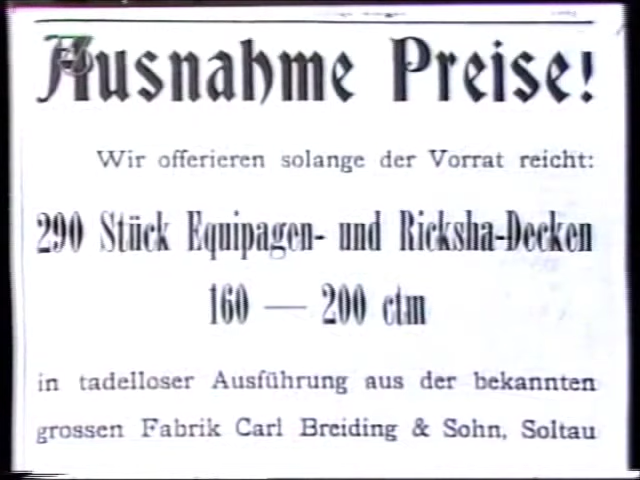 Ausnahme Preise!
Wir offerieren solange der Vorrat reicht:
290 Stück Equipagen- und Ricksha-Decken
160 — 200 ctm
in tadelloser Ausführung aus der bekannten
grossen Fabrik Carl Breiding & Sohn, Soltau